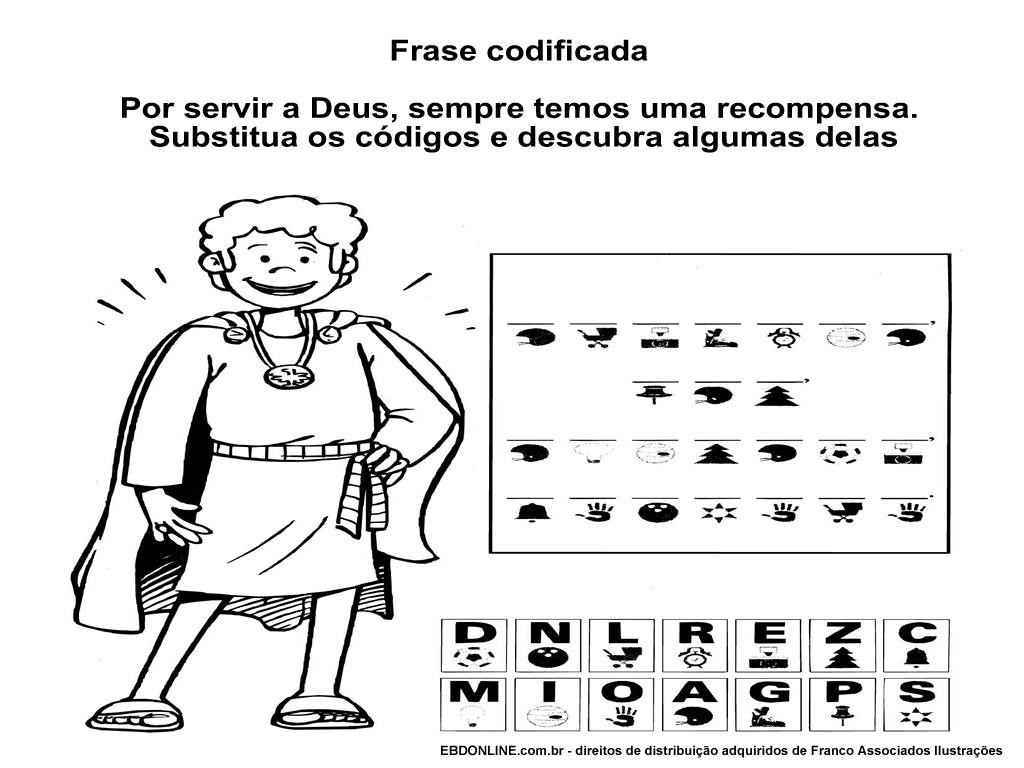 Frase codificada
Por servir a Deus, sempre temos uma recompensa.
Substitua os códigos e descubra algumas delas
D N L R E Z C
M I O A G P S
EBDONLINE.com.br - direitos de distribuição adquiridos de Franco Associados Ilustrações